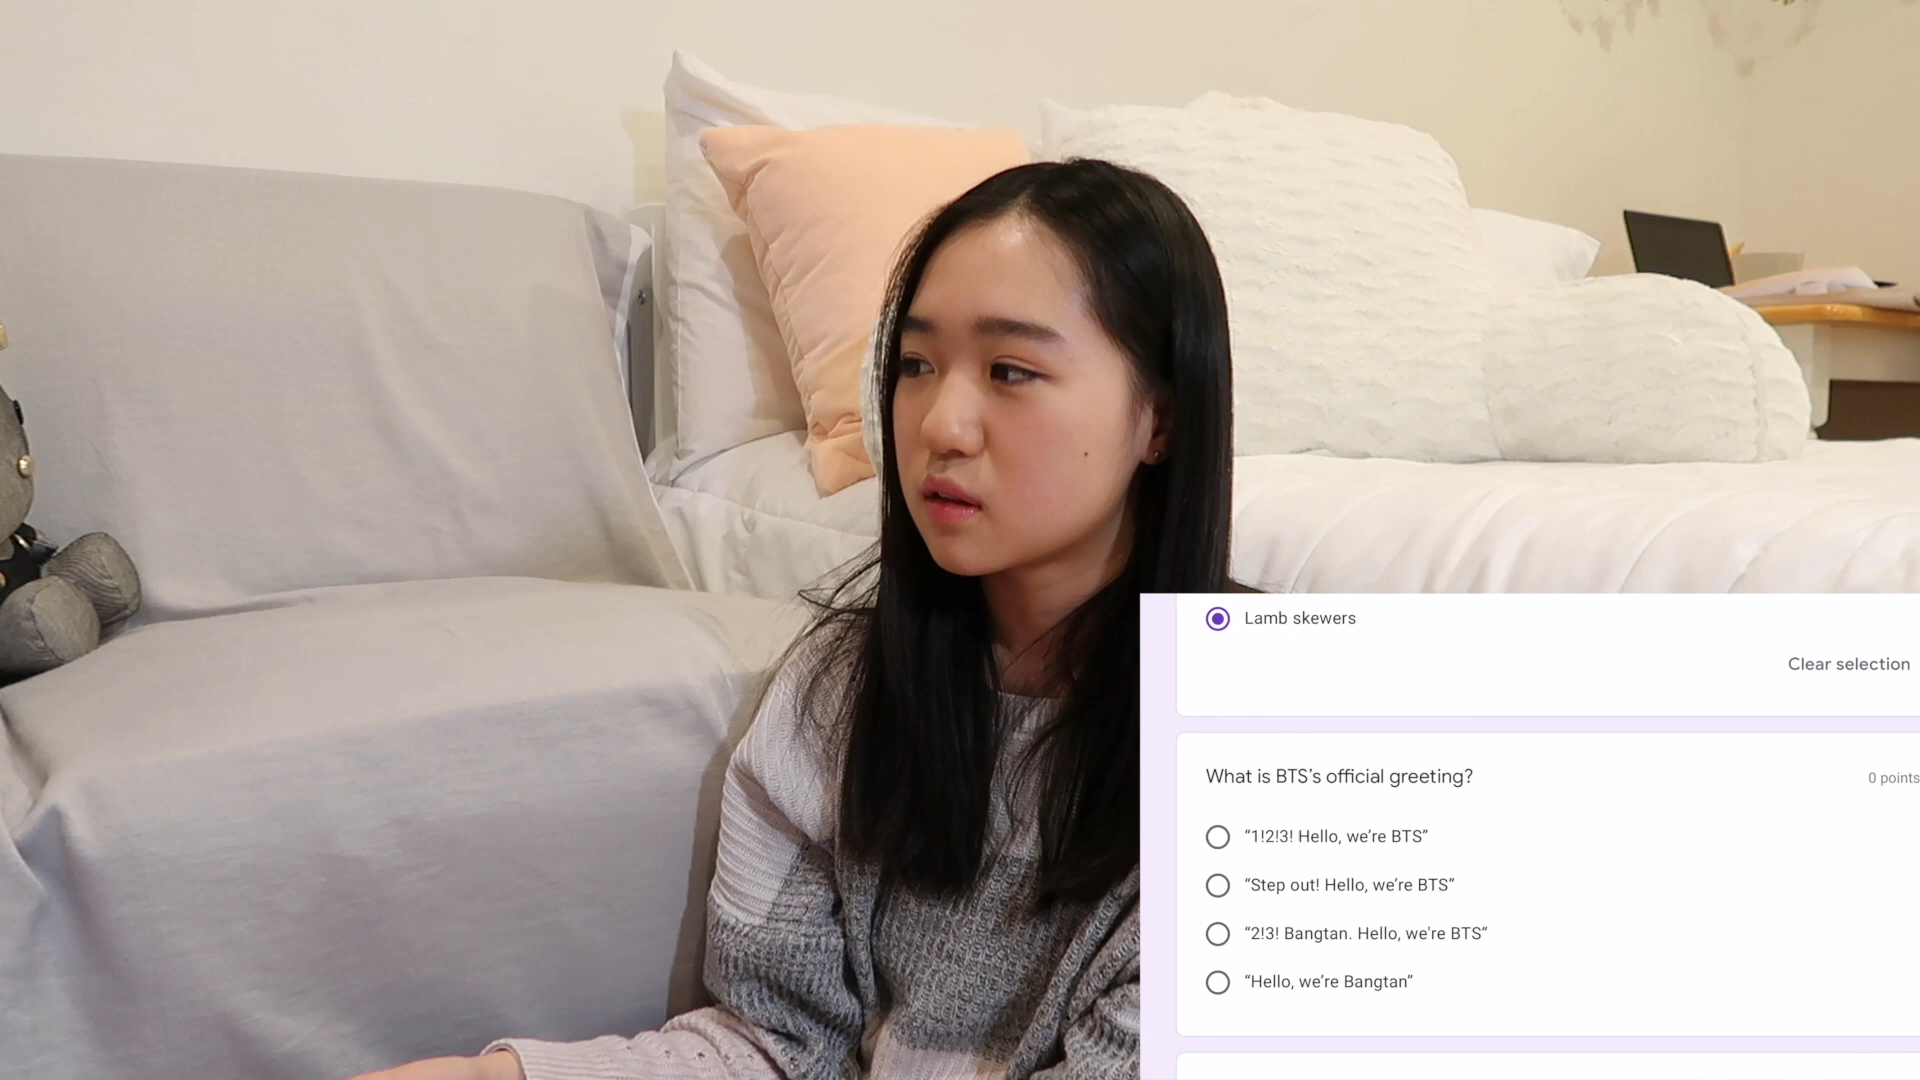 Lamb skewers
Clear selection
What is BTS’s official greeting?
0 points
“1!2!3! Hello, we’re BTS”
“Step out! Hello, we’re BTS”
“2!3! Bangtan. Hello, we're BTS“
“Hello, we’re Bangtan”